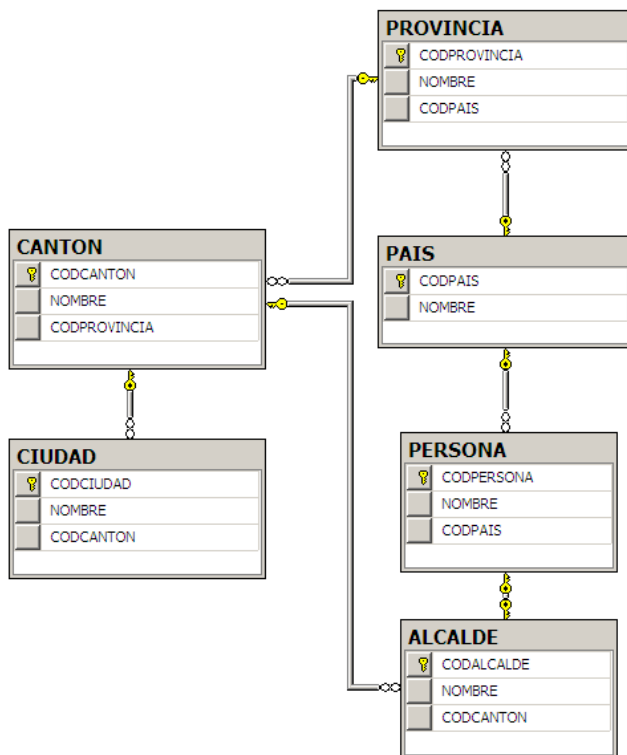 PROVINCIA
CODPROVINCIA
NOMBRE
CODPAIS
CANTON
CODCANTON
NOMBRE
CODPROVINCIA
PAIS
CODPAIS
NOMBRE
CIUDAD
CODCIUDAD
NOMBRE
CODCANTON
PERSONA
CODPERSONA
NOMBRE
CODPAIS
ALCALDE
CODALCALDE
NOMBRE
CODCANTON